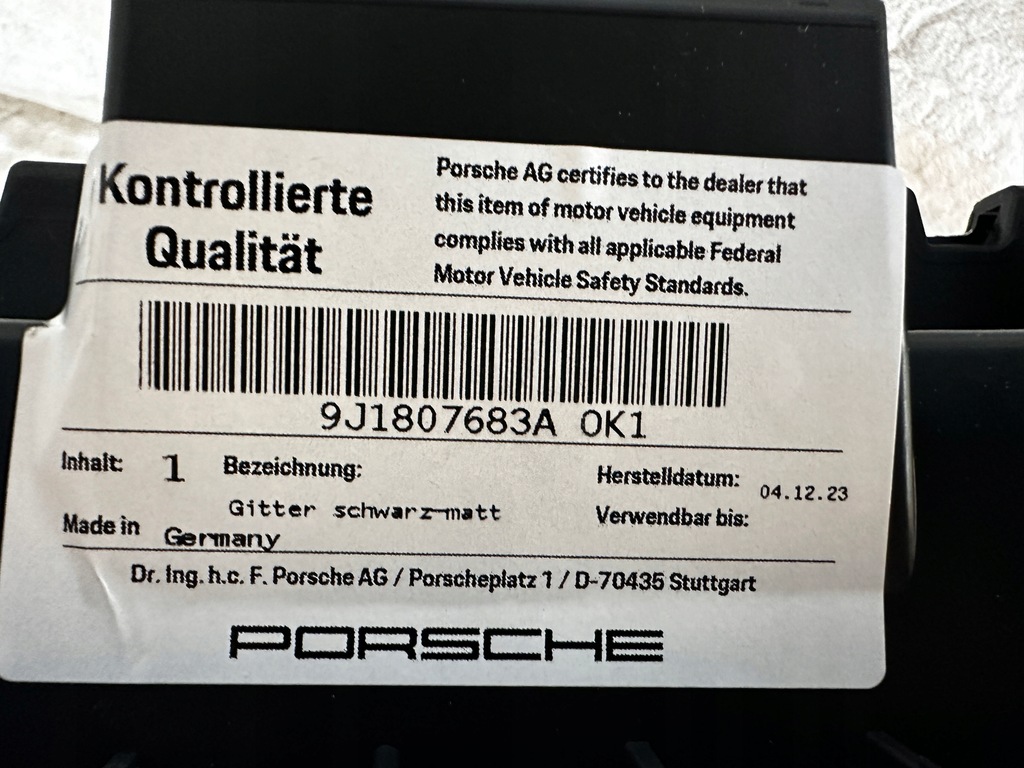 Kontrollierte
Qualität
Porsche AG certifies to the dealer that
this item of motor vehicle equipment
complies with all applicable Federal
Motor Vehicle Safety Standards.
9J1807683A OK1
Inhalt: 1 Bezeichnung:
Gitter schwarz-matt
Made in Germany
Herstelldatum: 04.12.23
Verwendbar bis:
Dr. Ing. h.c. F. Porsche AG / Porscheplatz 1 / D-70435 Stuttgart
PORSCHE